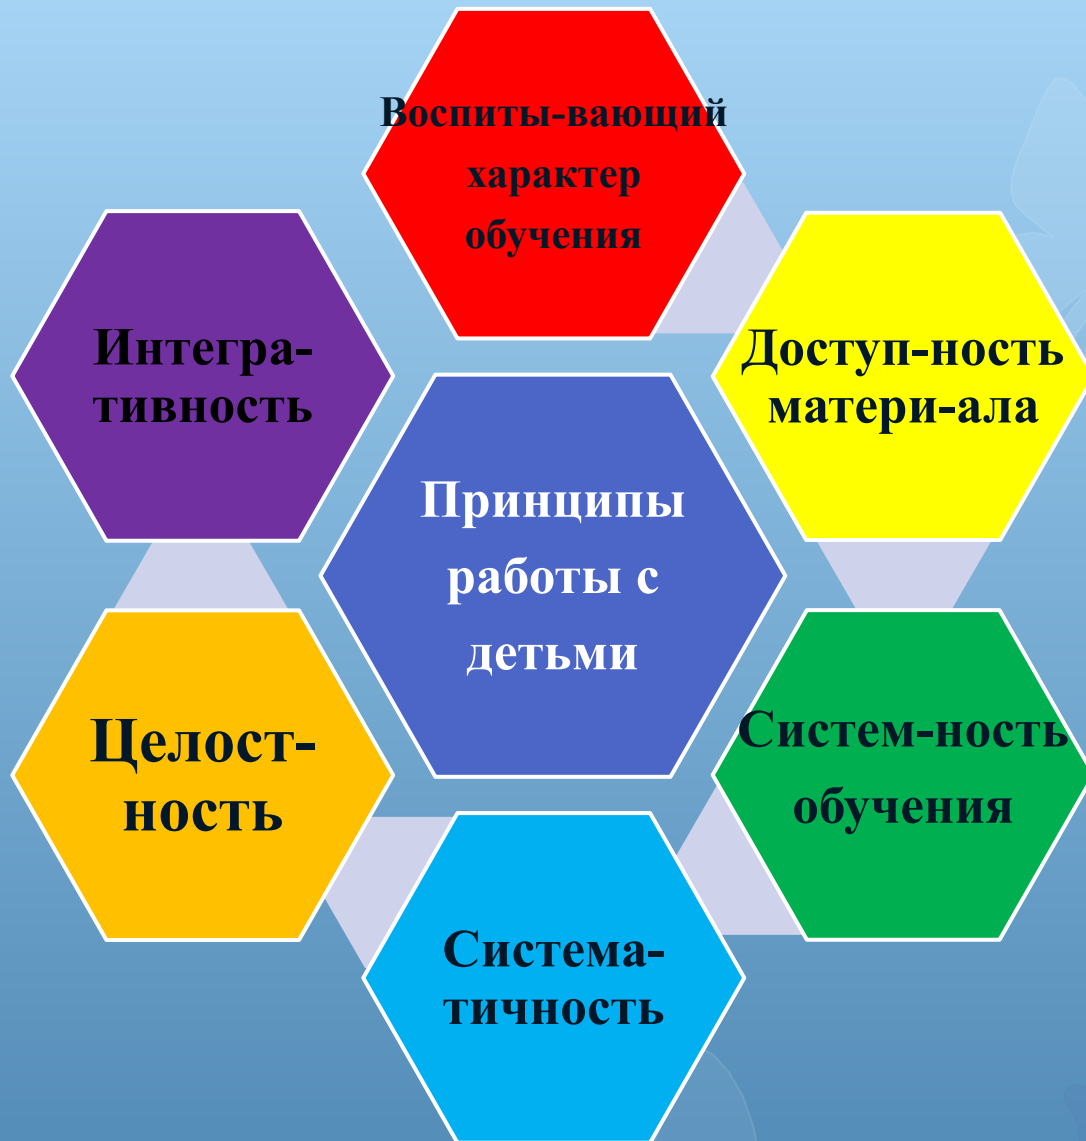 Воспиты-вающий
характер
обучения
Интегра-
тивность
Доступ-ность
матери-ала
Принципы
работы с
детьми
Целост-
ность
Систем-ность
обучения
Система-
тичность